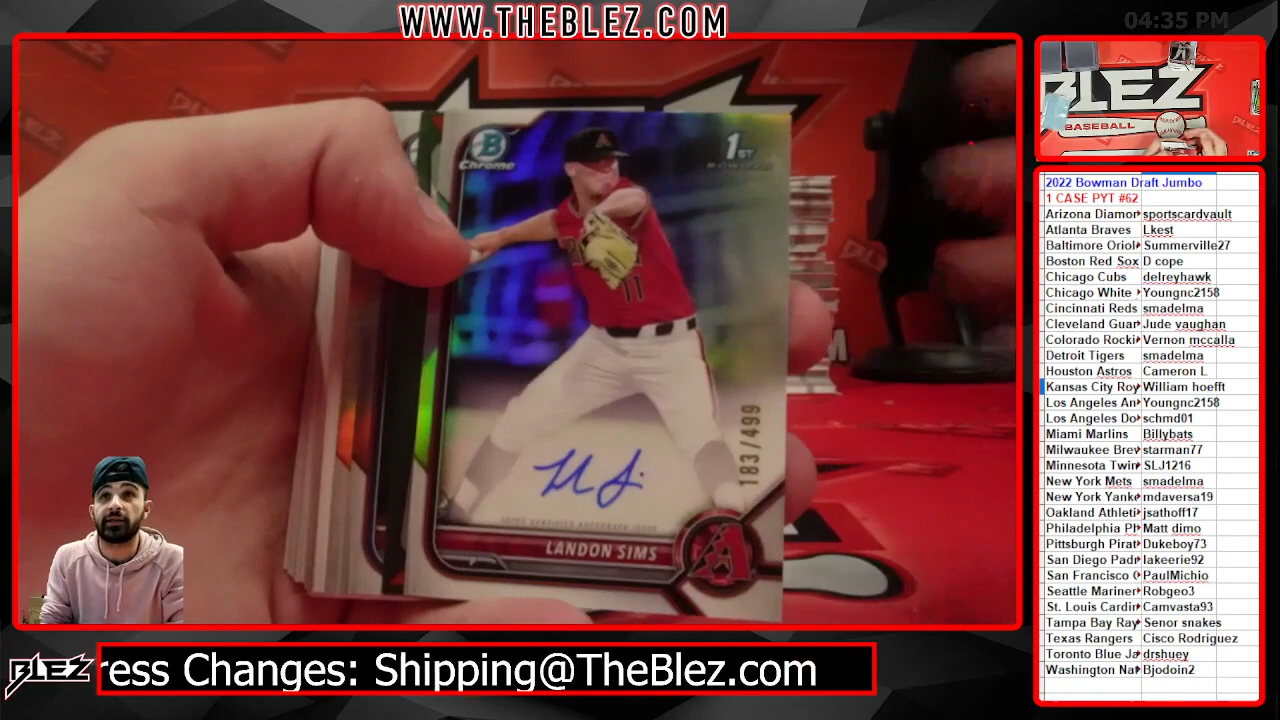 WWW.THEBLEZ.COM
04:35 PM
B
Chrome
1ST
BOWMAN
11
183/499
TOPPS CERTIFIED AUTOGRAPH ISSUE
LANDON SIMS
A
BLEZ
BASEBALL
2022 Bowman Draft Jumbo
1 CASE PYT #62
Arizona Diamon sportscardvault
Atlanta Braves Lkest
Baltimore Oriol Summerville27
Boston Red Sox D cope
Chicago Cubs delreyhawk
Chicago White Youngnc2158
Cincinnati Reds smadelma
Cleveland Guar Jude vaughan
Colorado Rocki Vernon mccalla
Detroit Tigers smadelma
Houston Astros Cameron L
Kansas City Roy William hoefft
Los Angeles An Youngnc2158
Los Angeles Do schmd01
Miami Marlins Billybats
Milwaukee Brew starman77
Minnesota Twin SLJ1216
New York Mets smadelma
New York Yanke mdaversa19
Oakland Athleti jsathoff17
Philadelphia Ph Matt dimo
Pittsburgh Pirat Dukeboy73
San Diego Padr lakeerie92
San Francisco G PaulMichio
Seattle Mariner Robgeo3
St. Louis Cardin Camvasta93
Tampa Bay Ray Senor snakes
Texas Rangers Cisco Rodriguez
Toronto Blue Ja drshuey
Washington Nat Bjodoin2
BLEZ
ress Changes: Shipping@TheBlez.com